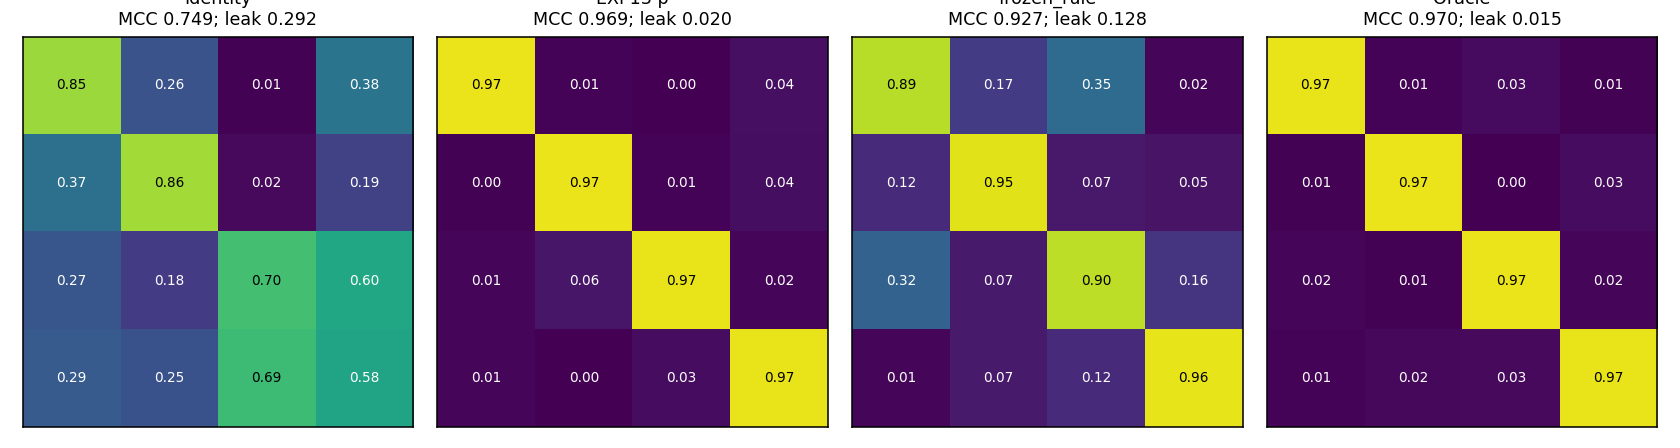 Identity
MCC 0.749; leak 0.292
MCC 0.969; leak 0.020
frozen_rule
MCC 0.927; leak 0.128
Oracle
MCC 0.970; leak 0.015
0.85 0.26 0.01 0.38
0.37 0.86 0.02 0.19
0.27 0.18 0.70 0.60
0.29 0.25 0.69 0.58
0.97 0.01 0.00 0.04
0.00 0.97 0.01 0.04
0.01 0.06 0.97 0.02
0.01 0.00 0.03 0.97
0.89 0.17 0.35 0.02
0.12 0.95 0.07 0.05
0.32 0.07 0.90 0.16
0.01 0.07 0.12 0.96
0.97 0.01 0.03 0.01
0.01 0.97 0.00 0.03
0.02 0.01 0.97 0.02
0.01 0.02 0.03 0.97